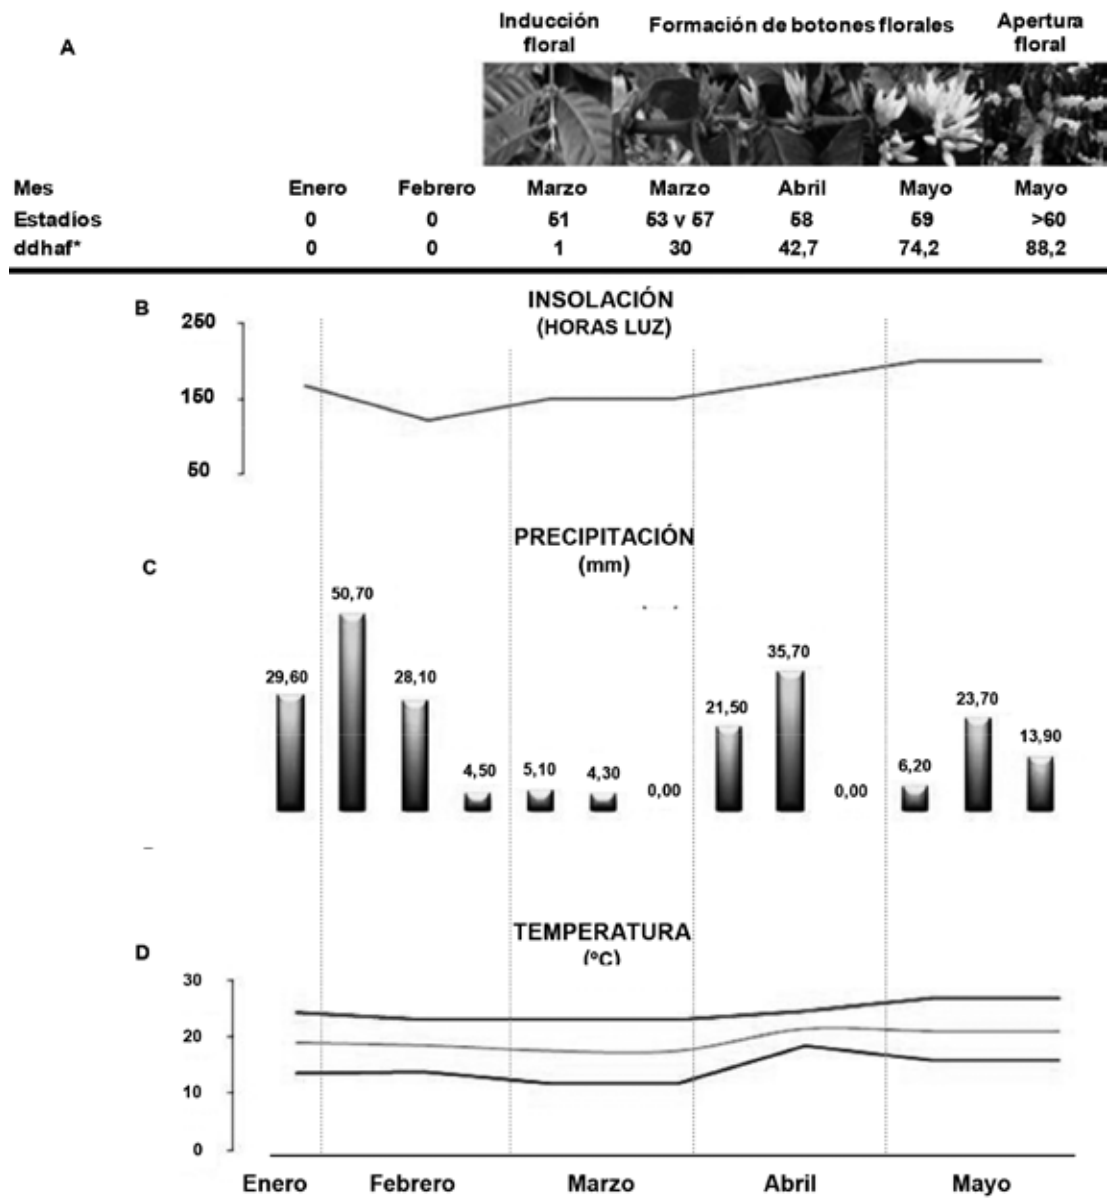 A
Inducción floral
Formación de botones florales
Apertura floral
Mes Enero Febrero Marzo Marzo Abril Mayo Mayo
Estadíos 0 0 51 53 y 57 58 59 >60
ddhaf* 0 0 1 30 42,7 74,2 88,2
B
INSOLACIÓN
(HORAS LUZ)
250
150
50
C
PRECIPITACIÓN
(mm)
29,60 50,70 28,10 4,50 5,10 4,30 0,00 21,50 35,70 0,00 6,20 23,70 13,90
D
TEMPERATURA
(ºC)
30
20
10
0
Enero Febrero Marzo Abril Mayo